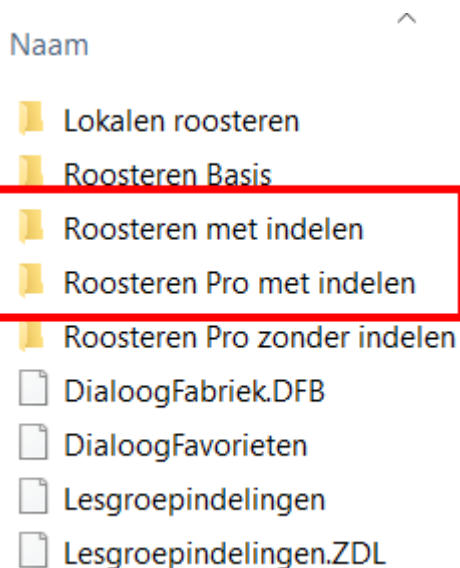 Naam
Lokalen roosteren
Roosteren Basis
Roosteren met indelen
Roosteren Pro met indelen
Roosteren Pro zonder indelen
DialoogFabriek.DFB
DialoogFavorieten
Lesgroepindelingen
Lesgroepindelingen.ZDL